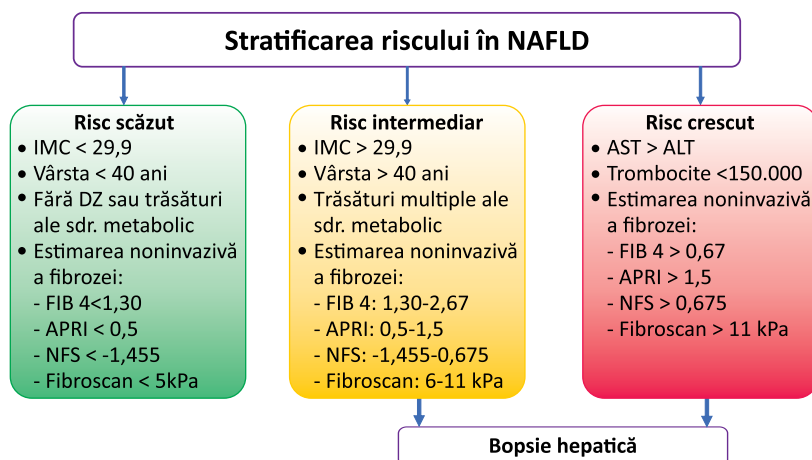 Stratificarea riscului în NAFLD
Risc scăzut
• IMC < 29,9
• Vârsta < 40 ani
• Fără DZ sau trăsături
ale sdr. metabolic
• Estimarea noninvazivă
a fibrozei:
- FIB 4<1,30
- APRI < 0,5
- NFS < -1,455
- Fibroscan < 5kPa
Risc intermediar
• IMC > 29,9
• Vârsta > 40 ani
• Trăsături multiple ale
sdr. metabolic
• Estimarea noninvazivă
a fibrozei:
- FIB 4: 1,30-2,67
- APRI: 0,5-1,5
- NFS: -1,455-0,675
- Fibroscan: 6-11 kPa
Risc crescut
• AST > ALT
• Trombocite <150.000
• Estimarea noninvazivă
a fibrozei:
- FIB 4 > 0,67
- APRI > 1,5
- NFS > 0,675
- Fibroscan > 11 kPa
Bopsie hepatică